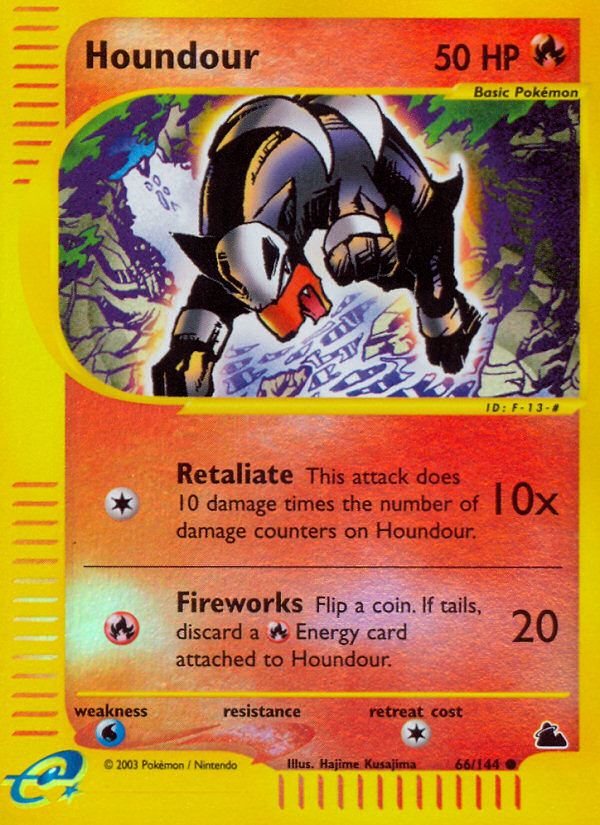 Houndour 50 HP
Basic Pokémon
ID: F-13-#
Retaliate This attack does
10 damage times the number of
damage counters on Houndour.
10x
Fireworks Flip a coin. If tails,
discard a Energy card
attached to Houndour.
20
weakness resistance retreat cost
© 2003 Pokémon / Nintendo Illus. Hajime Kusajima 66/144
e